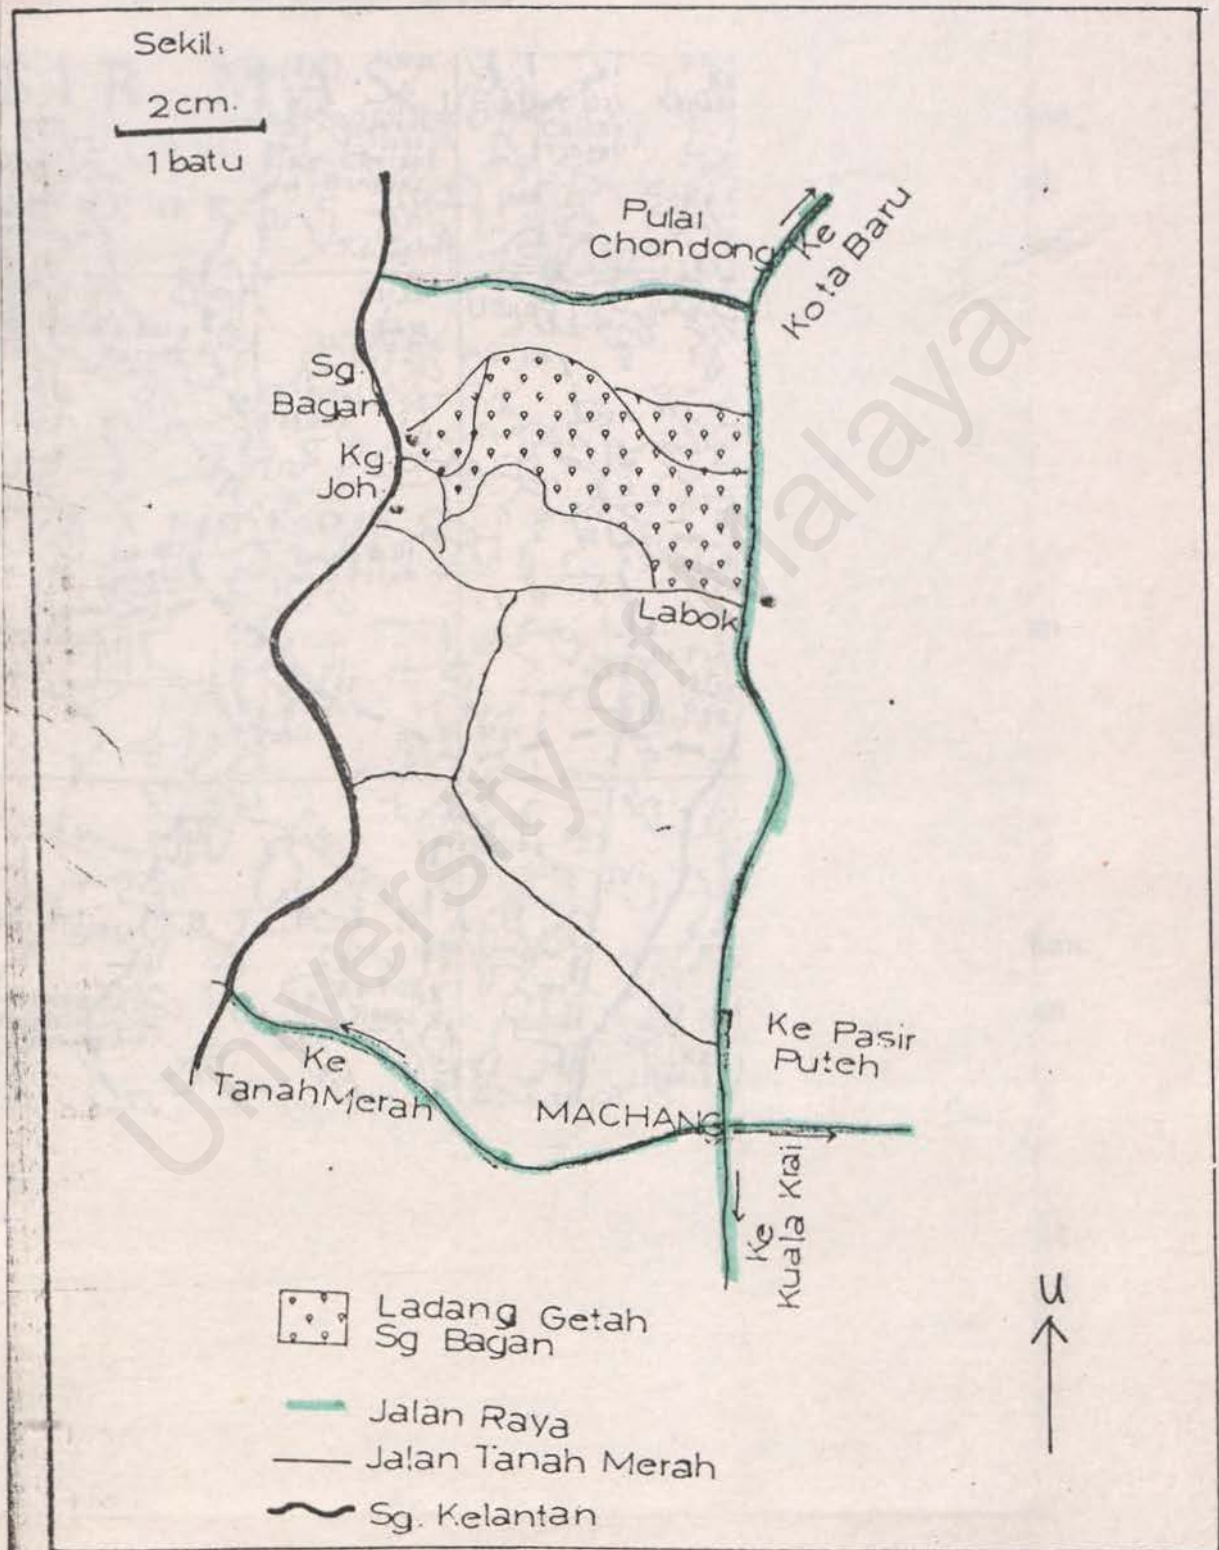 Sekil:
2cm.
1 batu
Pulai
Chondong
Ke
Kota Baru
Sg.
Bagan
Kg
Joh
Labok
Ke Pasir
Puteh
Ke
Tanah Merah
MACHANG
Ke
Kuala Krai
Ladang Getah
Sg Bagan
U
Jalan Raya
Jalan Tanah Merah
Sg. Kelantan
University of Malaya